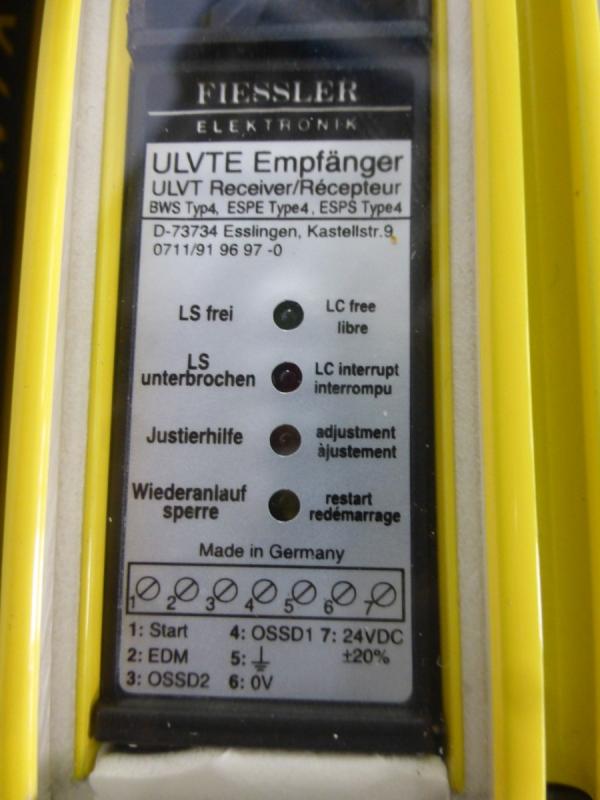 FIESSLER
ELEKTRONIK
ULVTE Empfänger
ULVT Receiver/Récepteur
BWS Typ4, ESPE Type4, ESPS Type4
D-73734 Esslingen, Kastellstr.9
0711/91 96 97 -0
LS frei
LC free
libre
LS
unterbrochen
LC interrupt
interrompu
Justierhilfe
adjustment
àjustement
Wiederanlauf
sperre
restart
redémarrage
Made in Germany
1 2 3 4 5 6 7
1: Start 4: OSSD1 7: 24VDC
2: EDM 5: ⏚ ±20%
3: OSSD2 6: 0V